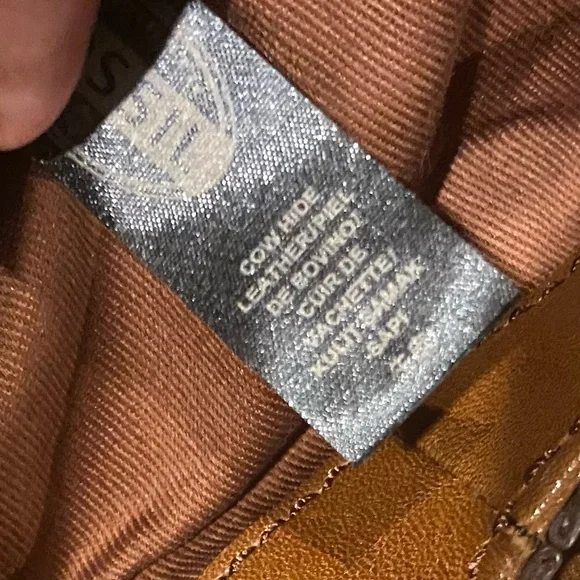 COW HIDE
LEATHER/PIEL
DE BOVINO/
CUIR DE
VACHETTE/
KULIT SAMAK
SAPI